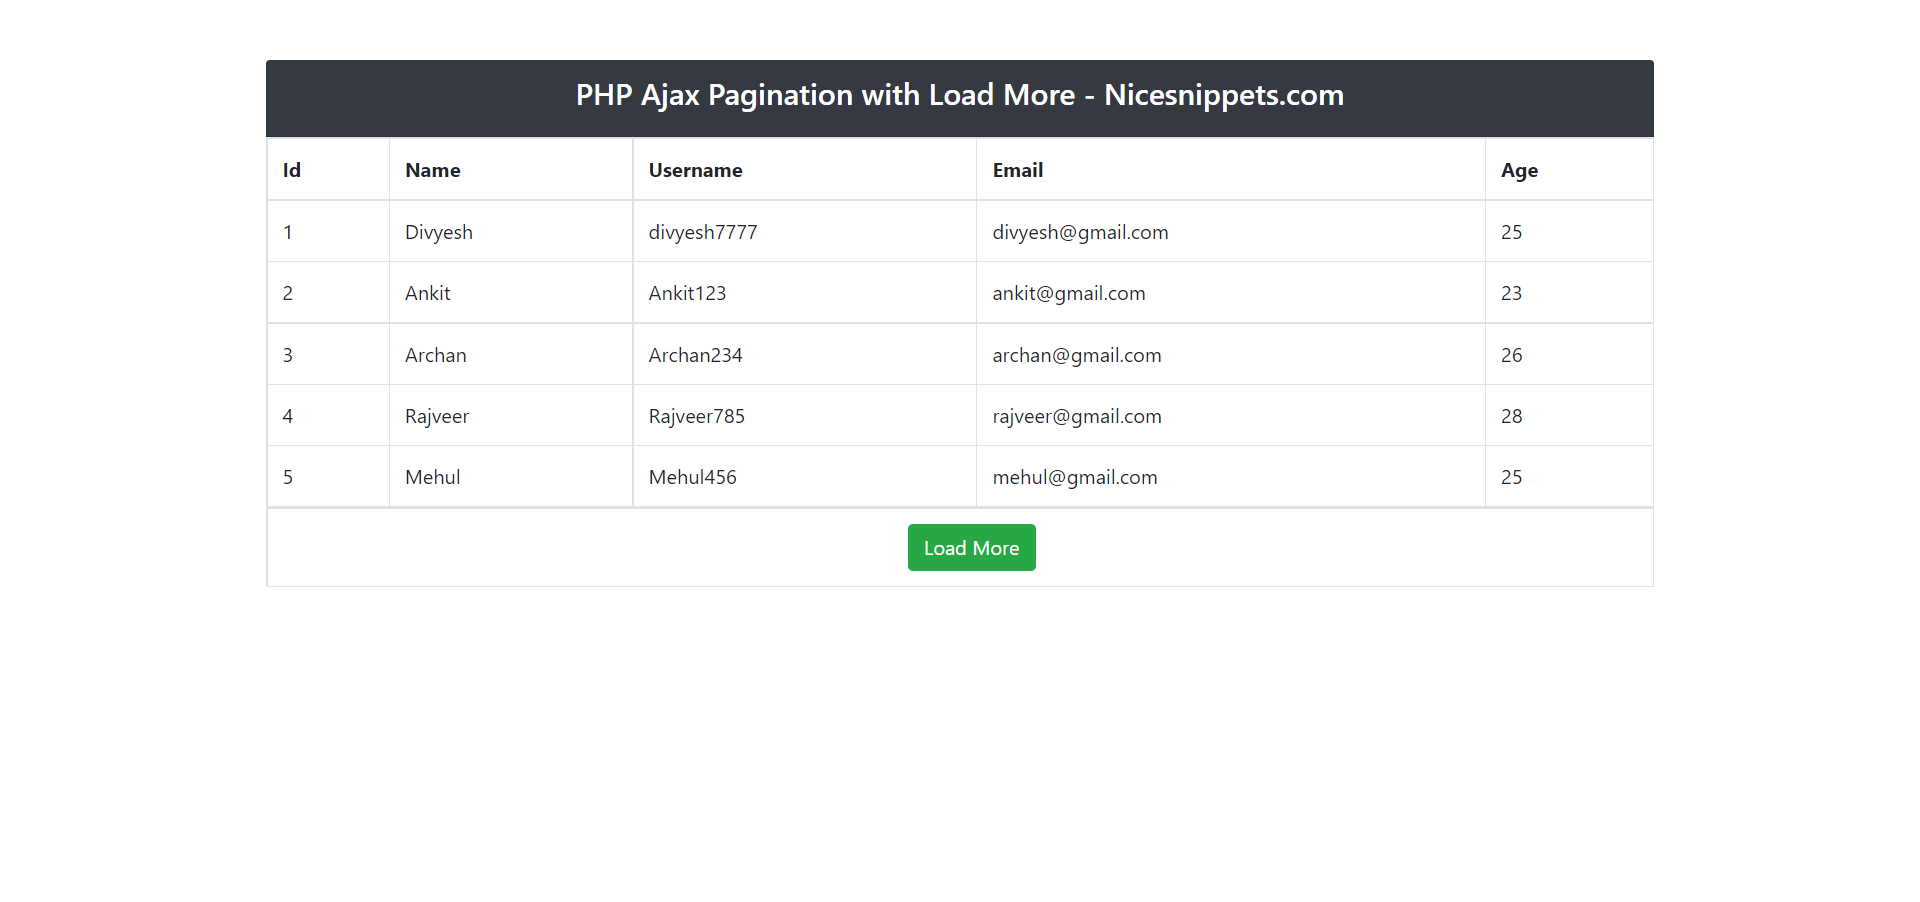 PHP Ajax Pagination with Load More - Nicesnippets.com
Id Name Username Email Age
1 Divyesh divyesh7777 divyesh@gmail.com 25
2 Ankit Ankit123 ankit@gmail.com 23
3 Archan Archan234 archan@gmail.com 26
4 Rajveer Rajveer785 rajveer@gmail.com 28
5 Mehul Mehul456 mehul@gmail.com 25
Load More